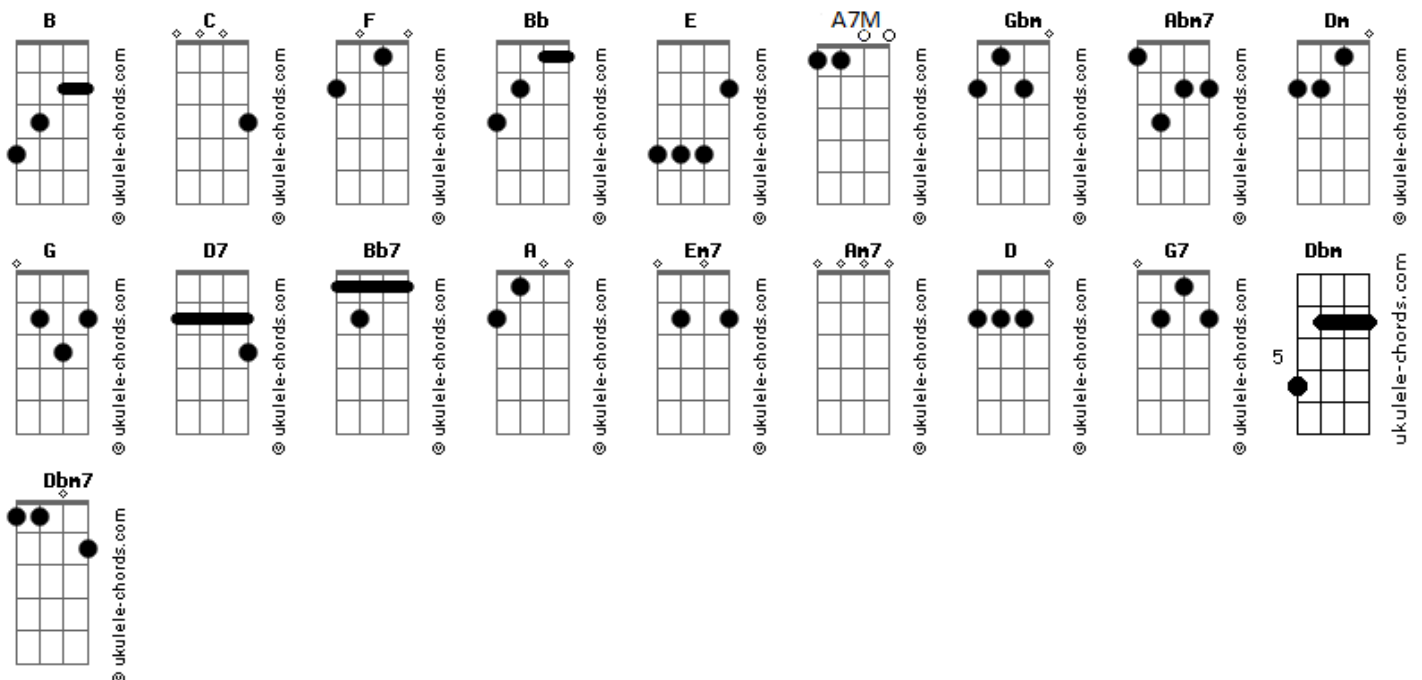 B C F Bb E A7M Gbm Abm7 Dm
© ukulele-chords.com © ukulele-chords.com © ukulele-chords.com © ukulele-chords.com © ukulele-chords.com © ukulele-chords.com © ukulele-chords.com © ukulele-chords.com © ukulele-chords.com
G D7 Bb7 A Em7 Am7 D G7 Dbm
© ukulele-chords.com © ukulele-chords.com © ukulele-chords.com © ukulele-chords.com © ukulele-chords.com © ukulele-chords.com © ukulele-chords.com © ukulele-chords.com 5 ukulele-chords.com
Dbm7
© ukulele-chords.com